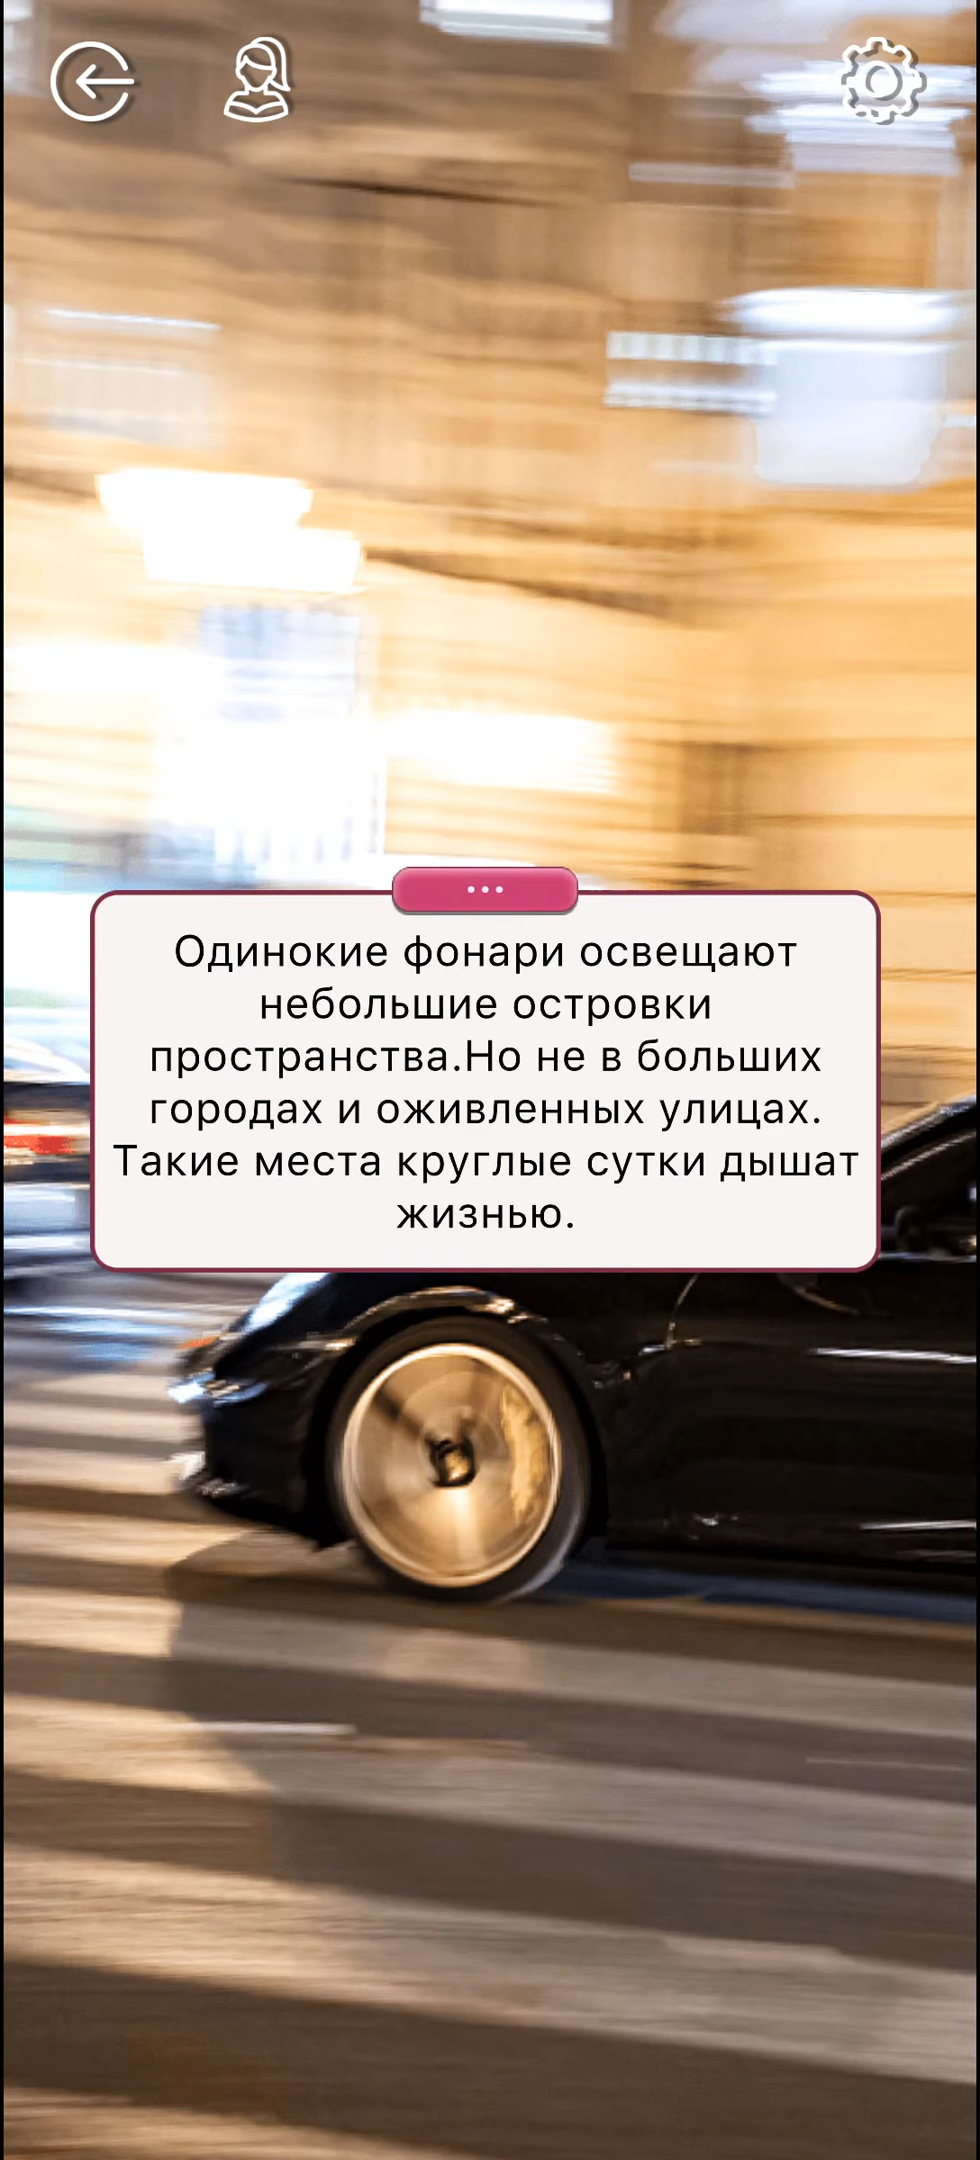 ...
Одинокие фонари освещают
небольшие островки
пространства.Но не в больших
городах и оживленных улицах.
Такие места круглые сутки дышат
жизнью.